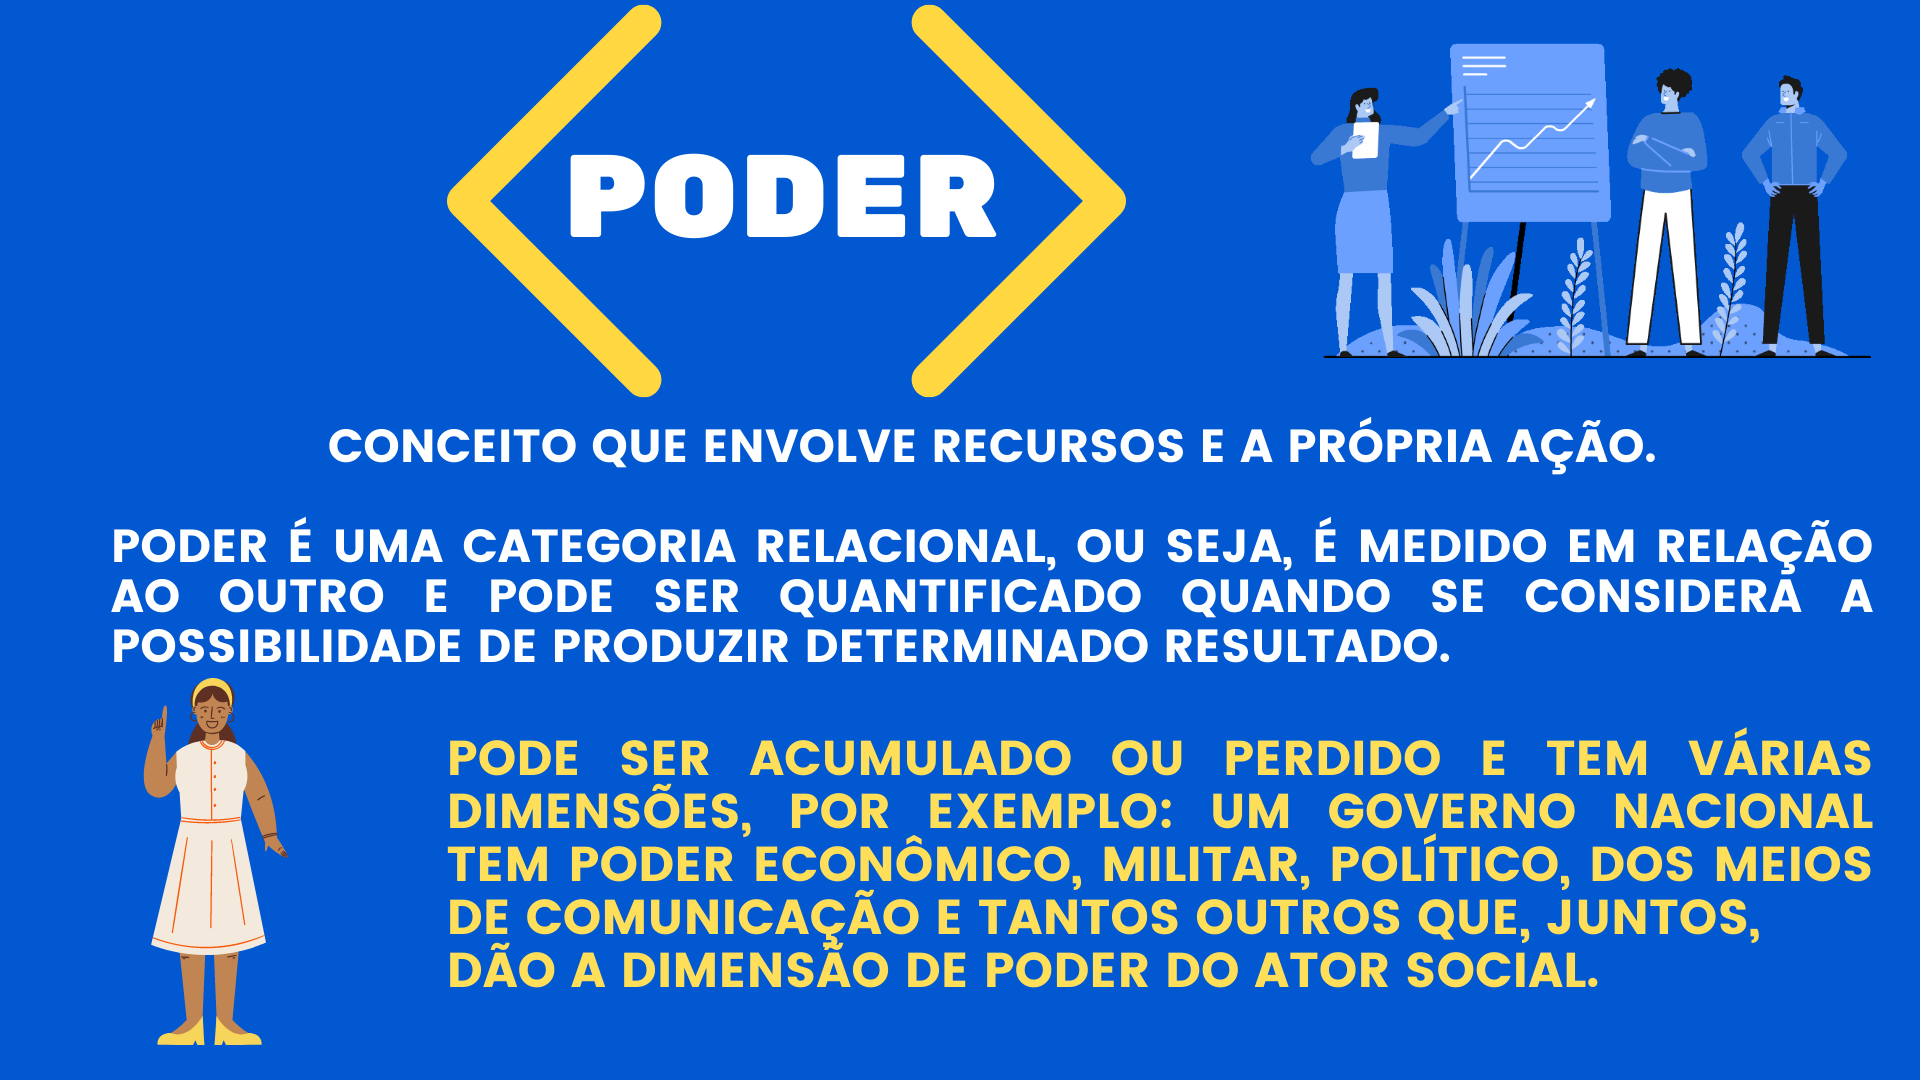 PODER
CONCEITO QUE ENVOLVE RECURSOS E A PRÓPRIA AÇÃO.
PODER É UMA CATEGORIA RELACIONAL, OU SEJA, É MEDIDO EM RELAÇÃO
AO OUTRO E PODE SER QUANTIFICADO QUANDO SE CONSIDERA A
POSSIBILIDADE DE PRODUZIR DETERMINADO RESULTADO.
PODE SER ACUMULADO OU PERDIDO E TEM VÁRIAS
DIMENSÕES, POR EXEMPLO: UM GOVERNO NACIONAL
TEM PODER ECONÔMICO, MILITAR, POLÍTICO, DOS MEIOS
DE COMUNICAÇÃO E TANTOS OUTROS QUE, JUNTOS,
DÃO A DIMENSÃO DE PODER DO ATOR SOCIAL.